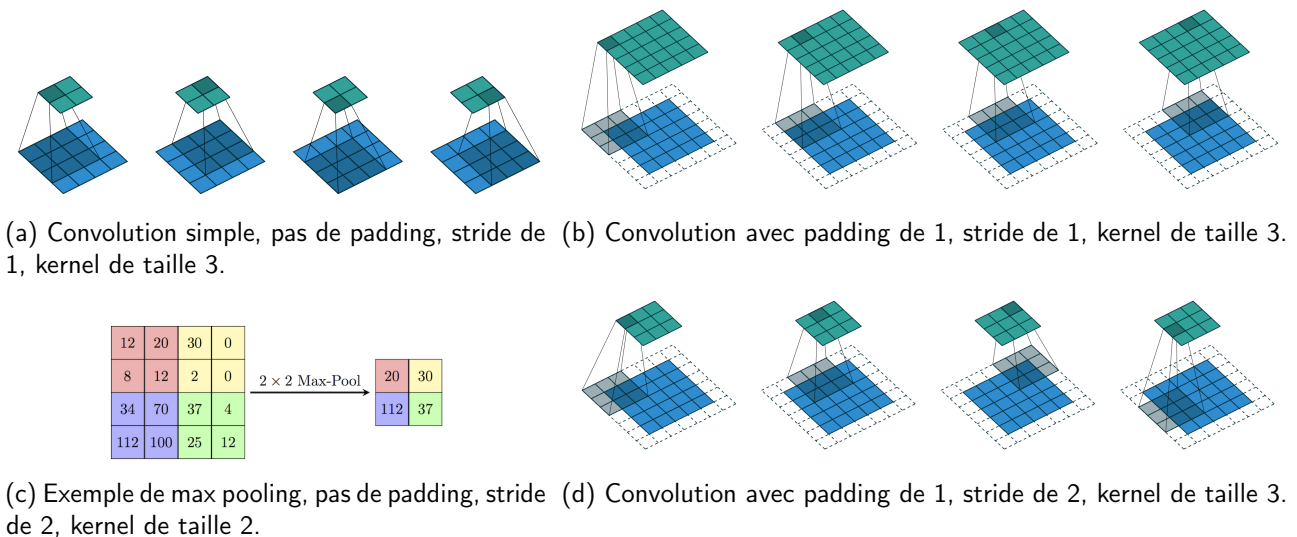 (a) Convolution simple, pas de padding, stride de
1, kernel de taille 3.
(b) Convolution avec padding de 1, stride de 1, kernel de taille 3.
12 20 30 0
8 12 2 0
34 70 37 4
112 100 25 12
2 × 2 Max-Pool
20 30
112 37
(c) Exemple de max pooling, pas de padding, stride
de 2, kernel de taille 2.
(d) Convolution avec padding de 1, stride de 2, kernel de taille 3.